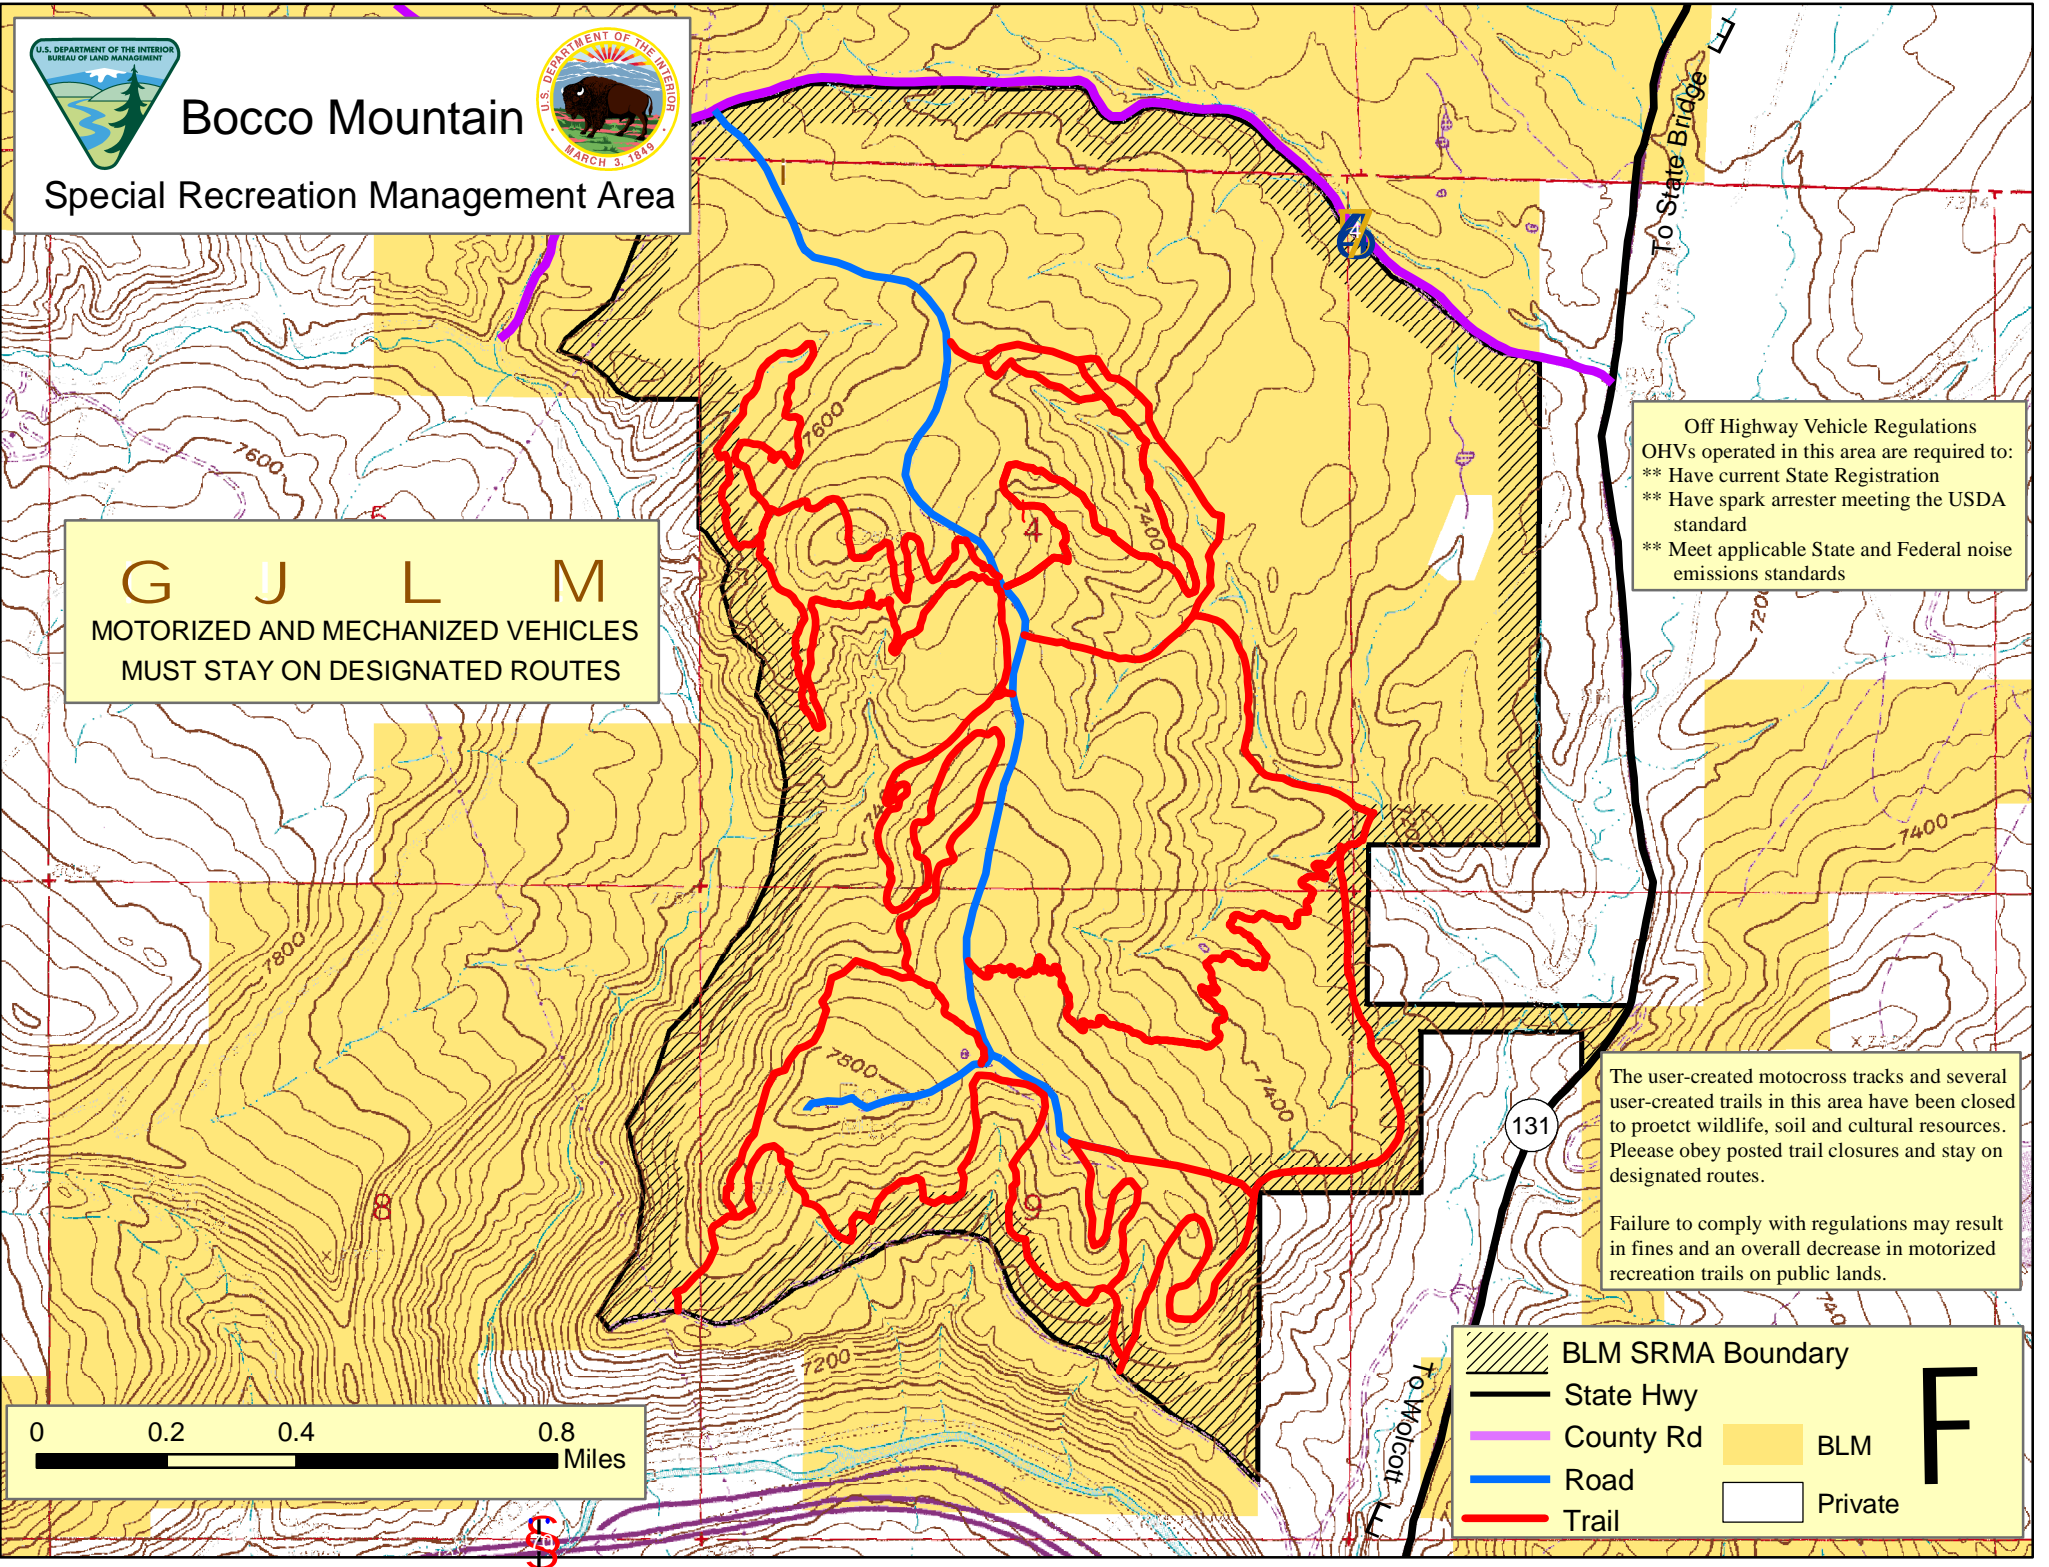 U.S. DEPARTMENT OF THE INTERIOR
BUREAU OF LAND MANAGEMENT
Bocco Mountain
U.S. DEPARTMENT OF THE INTERIOR
MARCH 3, 1849
Special Recreation Management Area
To State Bridge
7600
7600
5
4
7400
Off Highway Vehicle Regulations
OHVs operated in this area are required to:
** Have current State Registration
** Have spark arrester meeting the USDA
standard
** Meet applicable State and Federal noise
emissions standards
G J L M
MOTORIZED AND MECHANIZED VEHICLES
MUST STAY ON DESIGNATED ROUTES
7200
7400
7800
7500
7400
8
9
131
The user-created motocross tracks and several
user-created trails in this area have been closed
to proetct wildlife, soil and cultural resources.
Pleease obey posted trail closures and stay on
designated routes.
Failure to comply with regulations may result
in fines and an overall decrease in motorized
recreation trails on public lands.
7200
To Wolcott
0 0.2 0.4 0.8
Miles
BLM SRMA Boundary
State Hwy
County Rd
Road
Trail
BLM
Private
F